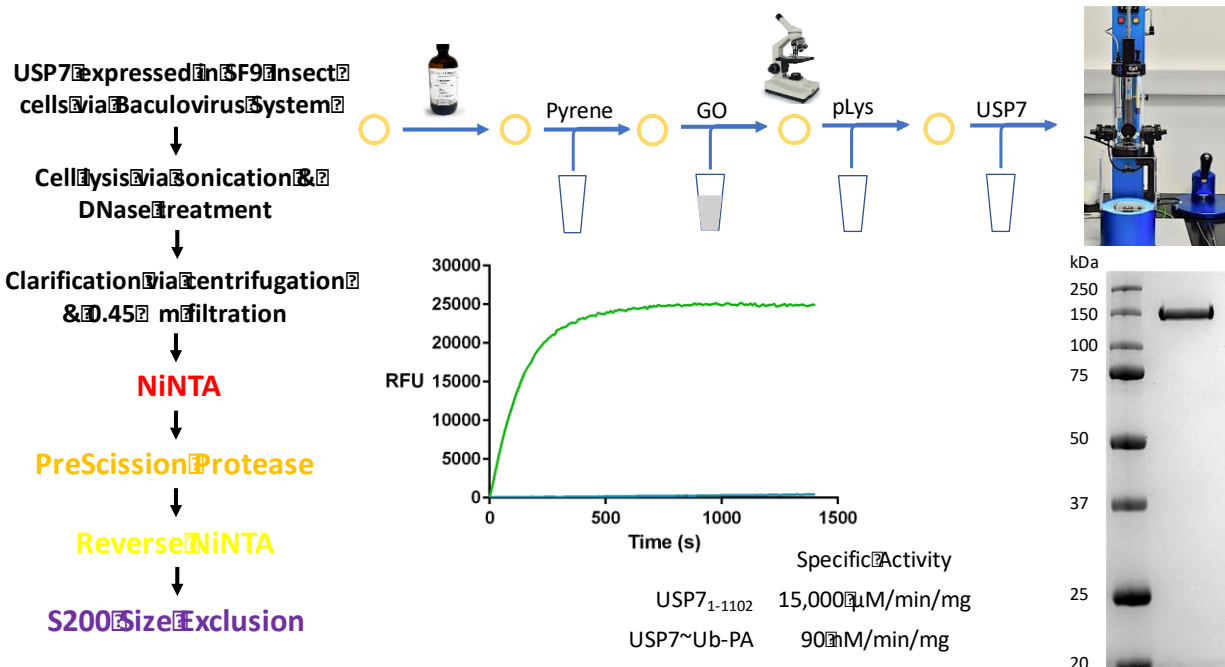 USP7 expressed in SF9 Insect
cells via Baculovirus System
Cell lysis via sonication &
DNase treatment
Clarification via centrifugation
& 0.45 m filtration
NiNTA
PreScission Protease
Reverse NiNTA
S200 Size Exclusion
Pyrene
GO
pLys
USP7
30000
25000
20000
15000
10000
5000
0
RFU
0
500
1000
1500
Time (s)
Specific Activity
USP7₁₋₁₁₀₂ 15,000 µM/min/mg
USP7~Ub-PA 90 nM/min/mg
kDa
250
150
100
75
50
37
25
20